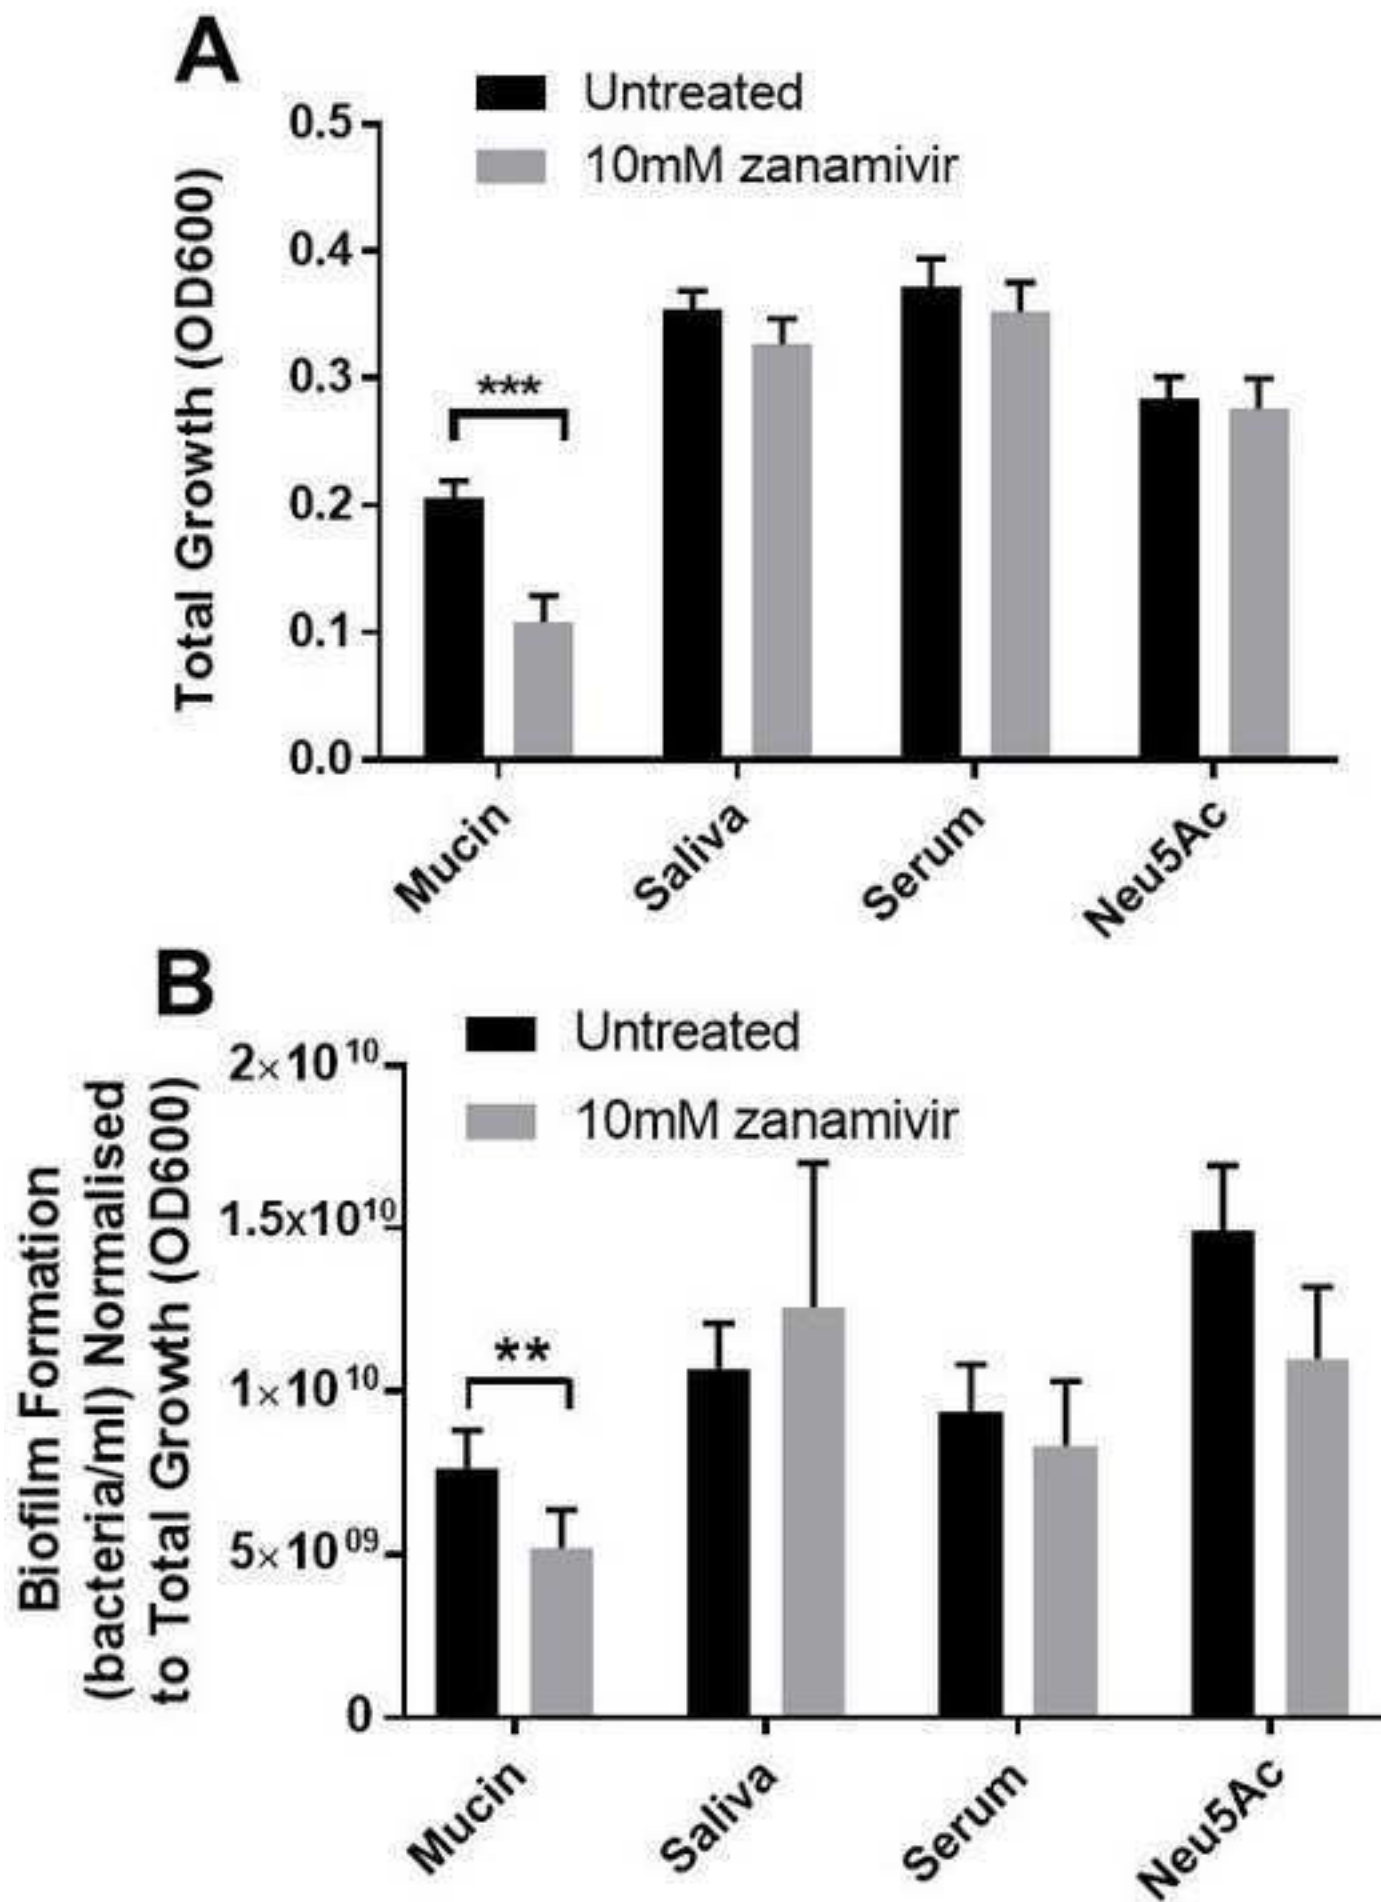 A
Untreated
10mM zanamivir
Total Growth (OD600)
0.5
0.4
0.3
0.2
0.1
0.0
***
Mucin
Saliva
Serum
Neu5Ac
B
Untreated
10mM zanamivir
Biofilm Formation
(bacteria/ml) Normalised
to Total Growth (OD600)
2×10¹⁰
1.5x10¹⁰
1×10¹⁰
5×10⁰⁹
0
**
Mucin
Saliva
Serum
Neu5Ac